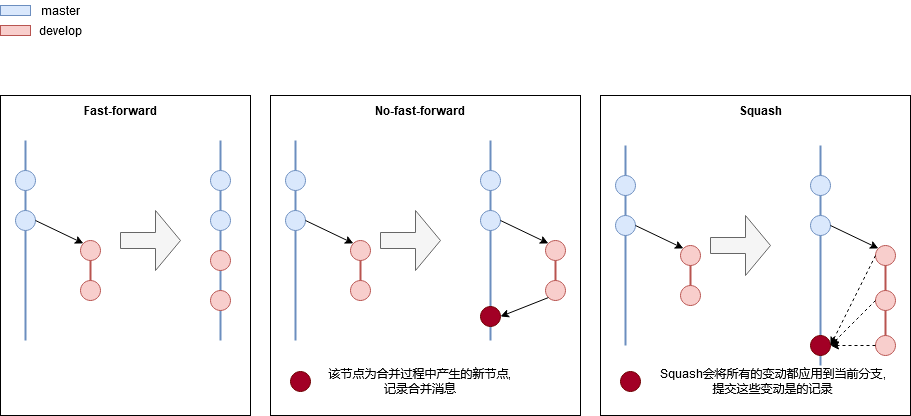 master
develop
Fast-forward
No-fast-forward
Squash
该节点为合并过程中产生的新节点,
记录合并消息.
Squash会将所有的变动都应用到当前分支,
提交这些变动是的记录